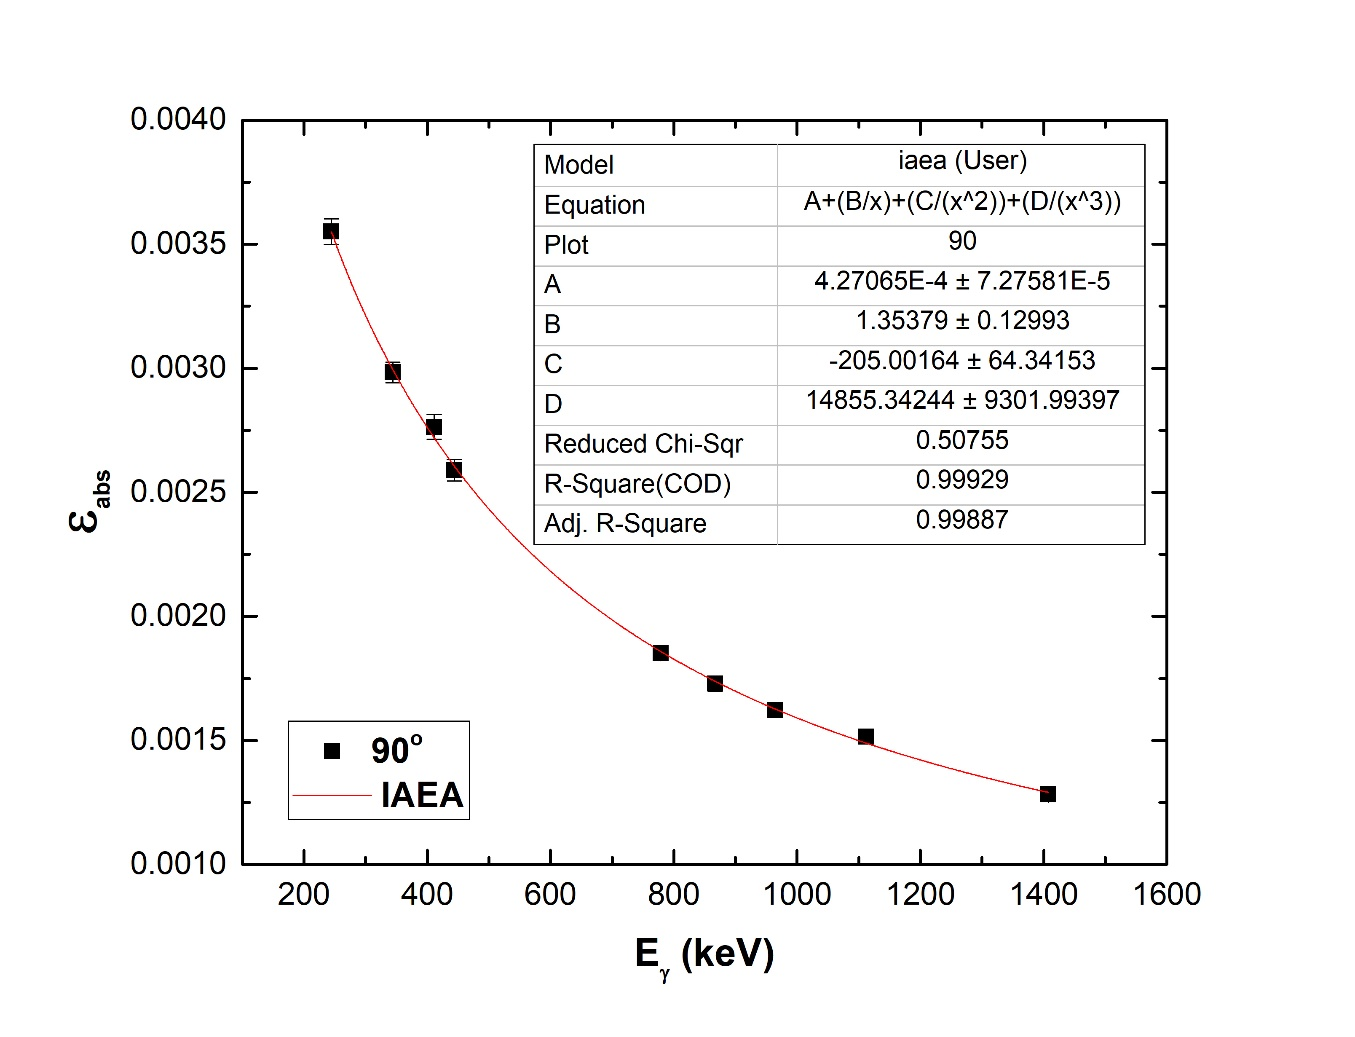 0.0040
0.0035
0.0030
0.0025
0.0020
0.0015
0.0010
εabs
Model iaea (User)
Equation A+(B/x)+(C/(x^2))+(D/(x^3))
Plot 90
A 4.27065E-4 ± 7.27581E-5
B 1.35379 ± 0.12993
C -205.00164 ± 64.34153
D 14855.34244 ± 9301.99397
Reduced Chi-Sqr 0.50755
R-Square(COD) 0.99929
Adj. R-Square 0.99887
90o
IAEA
200 400 600 800 1000 1200 1400 1600
Eγ (keV)